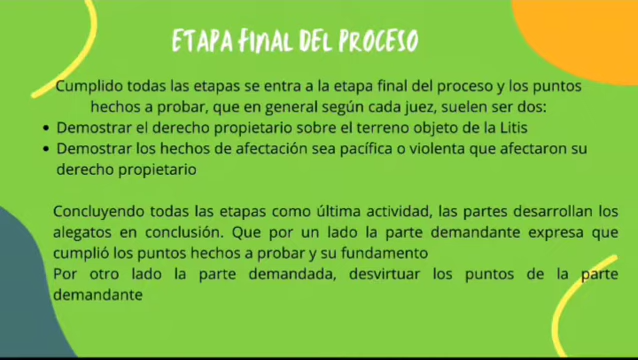 ETAPA FINAL DEL PROCESO
Cumplido todas las etapas se entra a la etapa final del proceso y los puntos
hechos a probar, que en general según cada juez, suelen ser dos:
• Demostrar el derecho propietario sobre el terreno objeto de la Litis
• Demostrar los hechos de afectación sea pacífica o violenta que afectaron su
derecho propietario
Concluyendo todas las etapas como última actividad, las partes desarrollan los
alegatos en conclusión. Que por un lado la parte demandante expresa que
cumplió los puntos hechos a probar y su fundamento
Por otro lado la parte demandada, desvirtuar los puntos de la parte
demandante